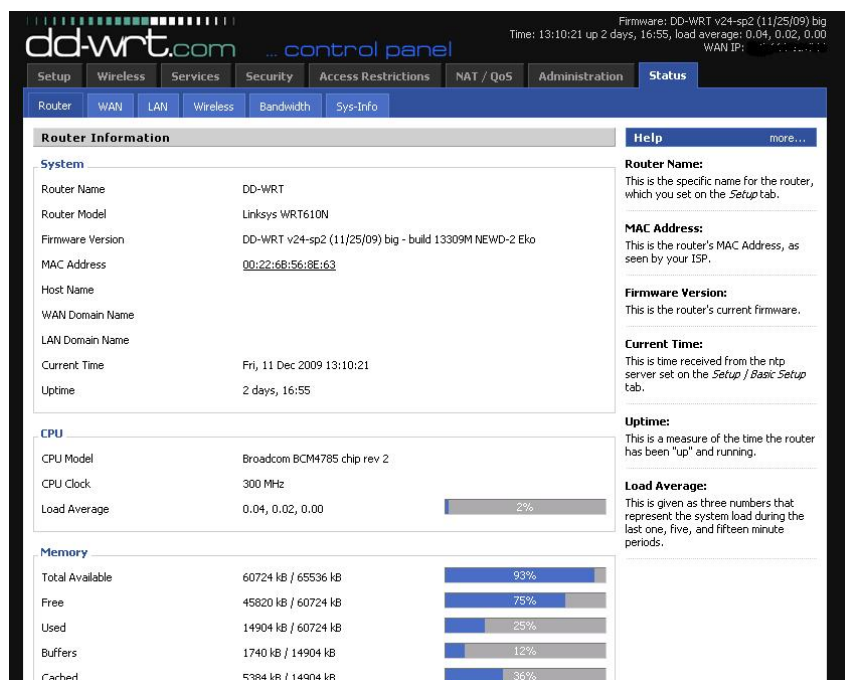 Firmware: DD-WRT v24-sp2 (11/25/09) big
Time: 13:10:21 up 2 days, 16:55, load average: 0.04, 0.02, 0.00
WAN IP:
dd-wrt.com ... control panel
Setup Wireless Services Security Access Restrictions NAT / QoS Administration Status
Router WAN LAN Wireless Bandwidth Sys-Info
Router Information
System
Router Name DD-WRT
Router Model Linksys WRT610N
Firmware Version DD-WRT v24-sp2 (11/25/09) big - build 13309M NEWD-2 Eko
MAC Address 00:22:6B:56:8E:63
Host Name
WAN Domain Name
LAN Domain Name
Current Time Fri, 11 Dec 2009 13:10:21
Uptime 2 days, 16:55
CPU
CPU Model Broadcom BCM4785 chip rev 2
CPU Clock 300 MHz
Load Average 0.04, 0.02, 0.00 2%
Memory
Total Available 60724 kB / 65536 kB 93%
Free 45820 kB / 60724 kB 75%
Used 14904 kB / 60724 kB 25%
Buffers 1740 kB / 14904 kB 12%
Cached 5384 kB / 14904 kB 36%
Help more...
Router Name:
This is the specific name for the router,
which you set on the Setup tab.
MAC Address:
This is the router's MAC Address, as
seen by your ISP.
Firmware Version:
This is the router's current firmware.
Current Time:
This is time received from the ntp
server set on the Setup / Basic Setup
tab.
Uptime:
This is a measure of the time the router
has been "up" and running.
Load Average:
This is given as three numbers that
represent the system load during the
last one, five, and fifteen minute
periods.